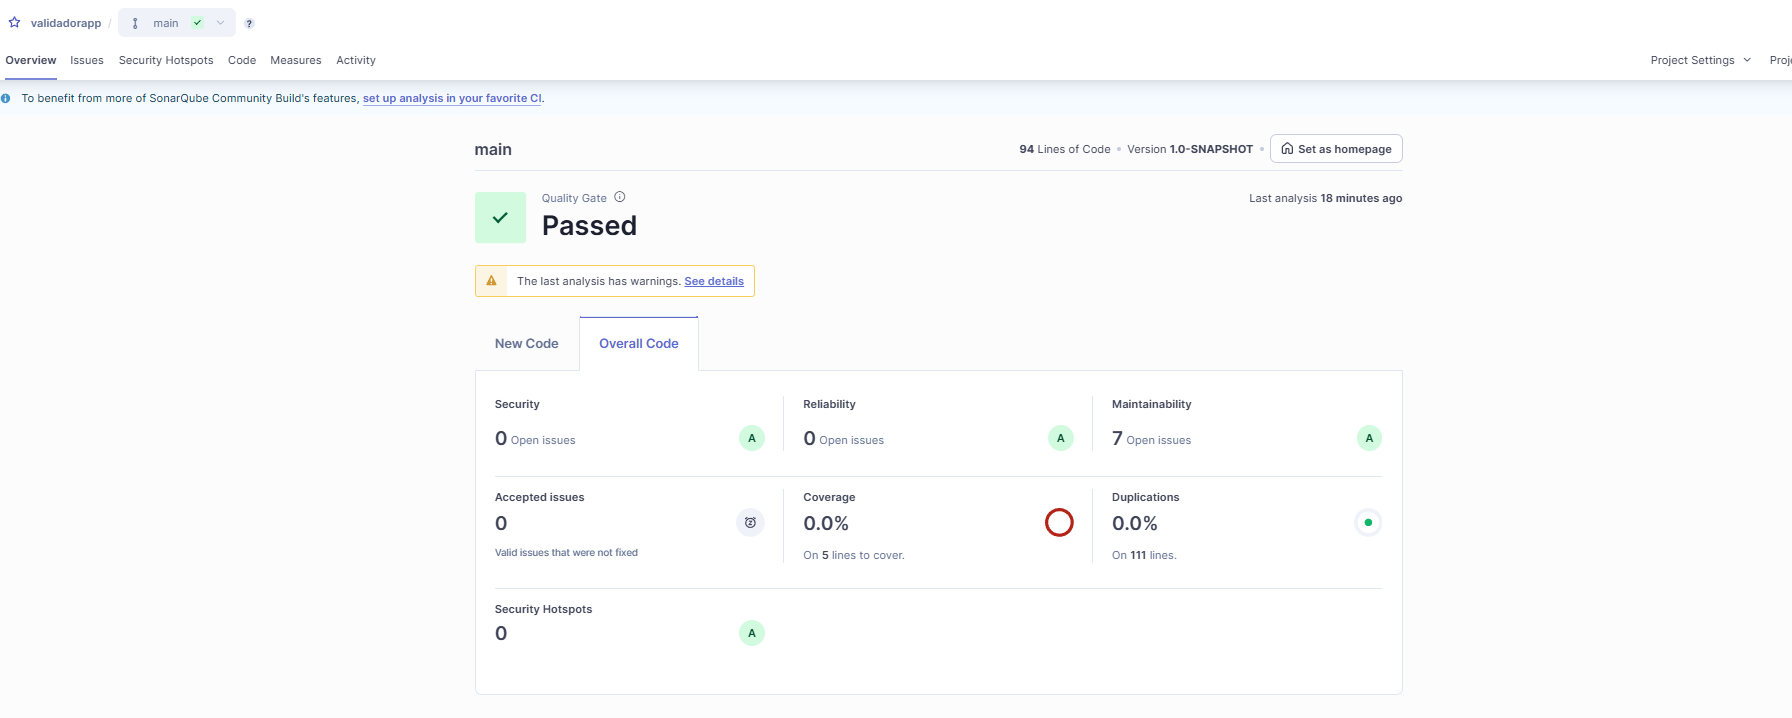 validadorapp / main ?
Overview Issues Security Hotspots Code Measures Activity Project Settings
To benefit from more of SonarQube Community Build's features, set up analysis in your favorite CI.
main 94 Lines of Code • Version 1.0-SNAPSHOT • Set as homepage
Quality Gate Last analysis 18 minutes ago
Passed
The last analysis has warnings. See details
New Code Overall Code
Security Reliability Maintainability
0 Open issues A 0 Open issues A 7 Open issues A
Accepted issues Coverage Duplications
0 0.0% 0.0%
Valid issues that were not fixed On 5 lines to cover. On 111 lines.
Security Hotspots
0 A